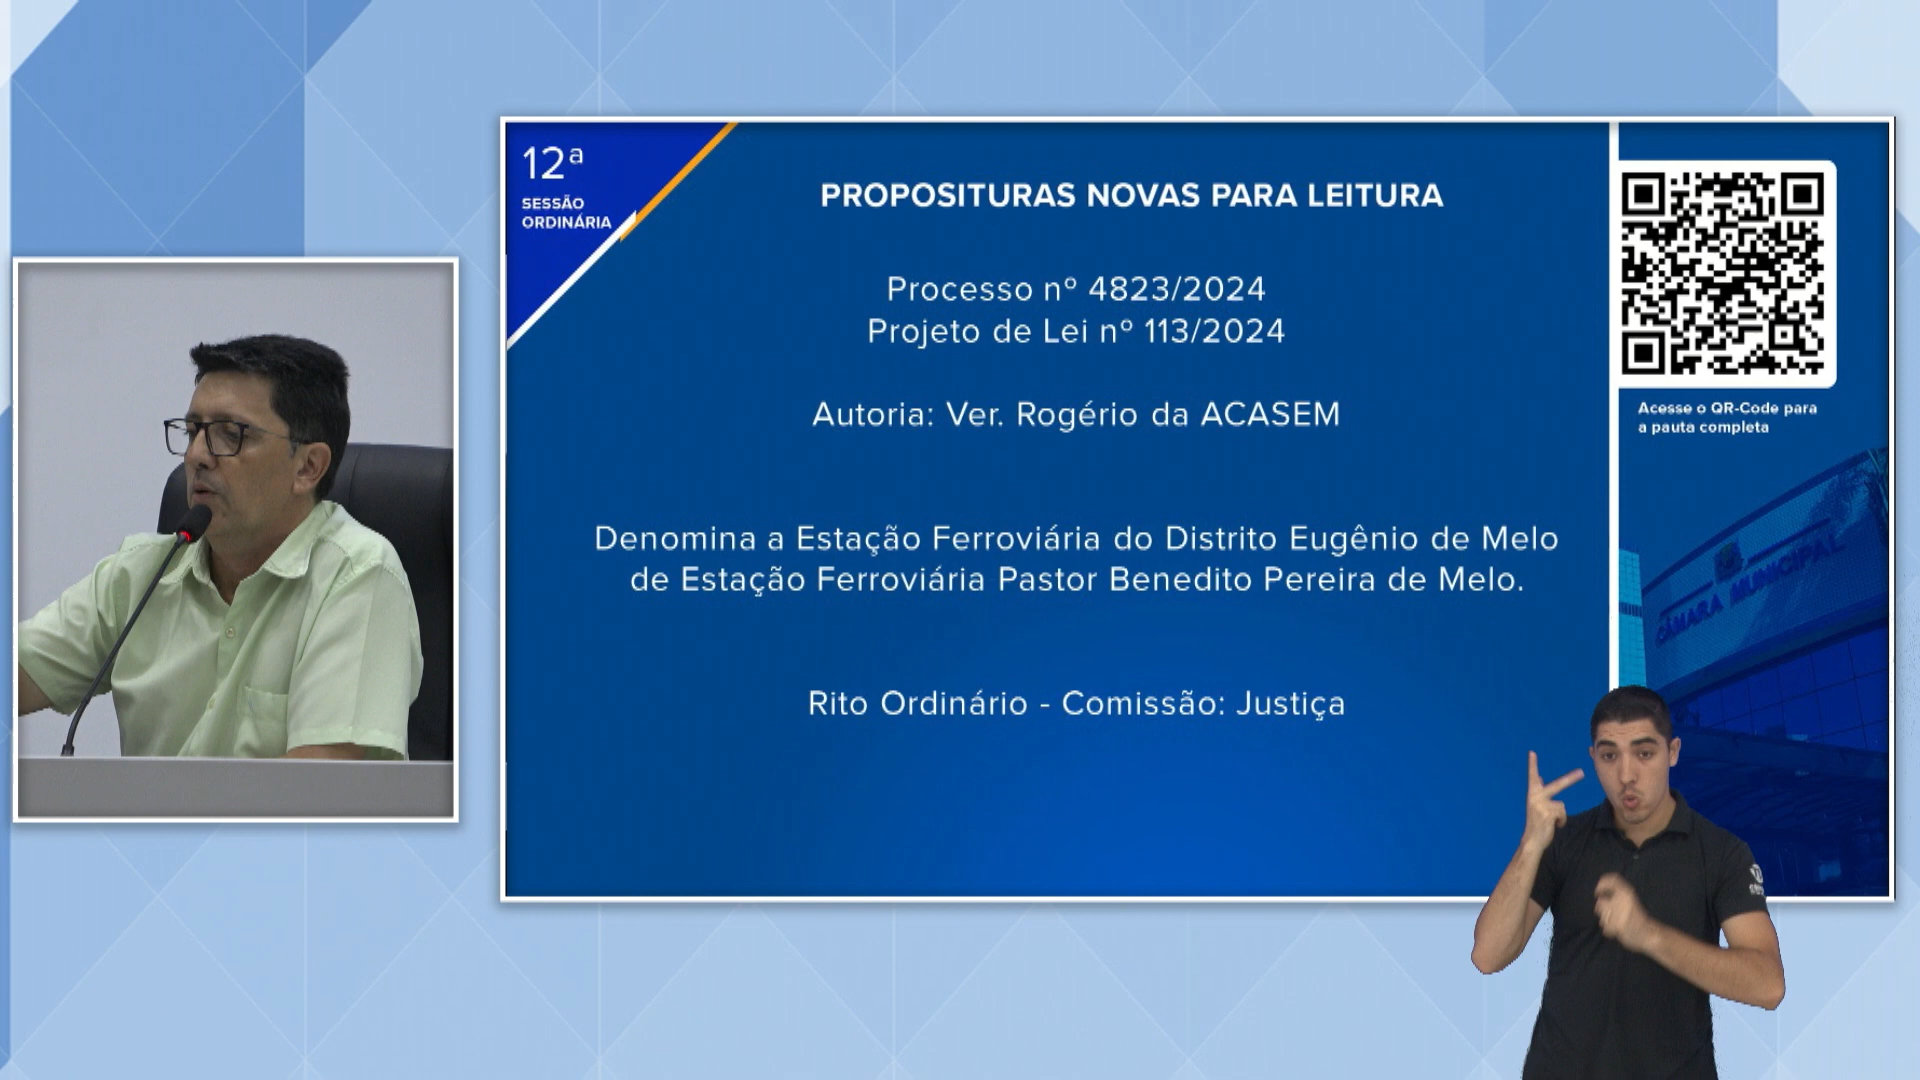 12ª
SESSÃO
ORDINÁRIA
PROPOSITURAS NOVAS PARA LEITURA
Processo nº 4823/2024
Projeto de Lei nº 113/2024
Autoria: Ver. Rogério da ACASEM
Denomina a Estação Ferroviária do Distrito Eugênio de Melo
de Estação Ferroviária Pastor Benedito Pereira de Melo.
Rito Ordinário - Comissão: Justiça
Acesse o QR-Code para
a pauta completa
CÂMARA MUNICIPAL